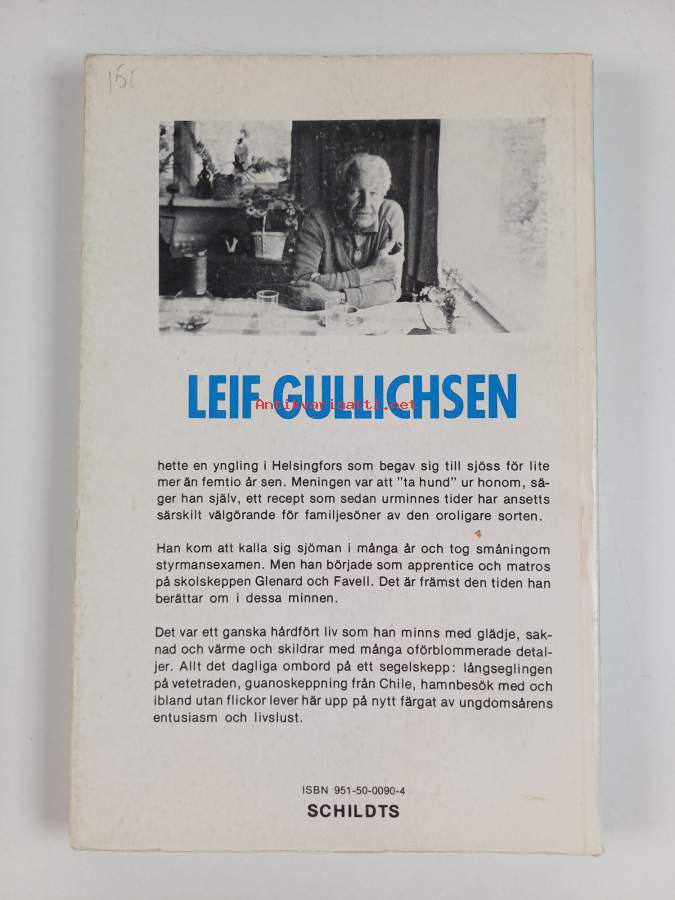 15:
LEIF GULLICHSEN
Antikvariaatti.net
hette en yngling i Helsingfors som begav sig till sjöss för lite
mer än femtio år sen. Meningen var att "ta hund" ur honom, sä-
ger han själv, ett recept som sedan urminnes tider har ansetts
särskilt välgörande för familjesöner av den oroligare sorten.
Han kom att kalla sig sjöman i många år och tog småningom
styrmansexamen. Men han började som apprentice och matros
på skolskeppen Glenard och Favell. Det är främst den tiden han
berättar om i dessa minnen.
Det var ett ganska hårdfört liv som han minns med glädje, sak-
nad och värme och skildrar med många oförblommerade detal-
jer. Allt det dagliga ombord på ett segelskepp: långseglingen
på vetetraden, guanoskeppning från Chile, hamnbesök med och
ibland utan flickor lever här upp på nytt färgat av ungdomsårens
entusiasm och livslust.
ISBN 951-50-0090-4
SCHILDTS